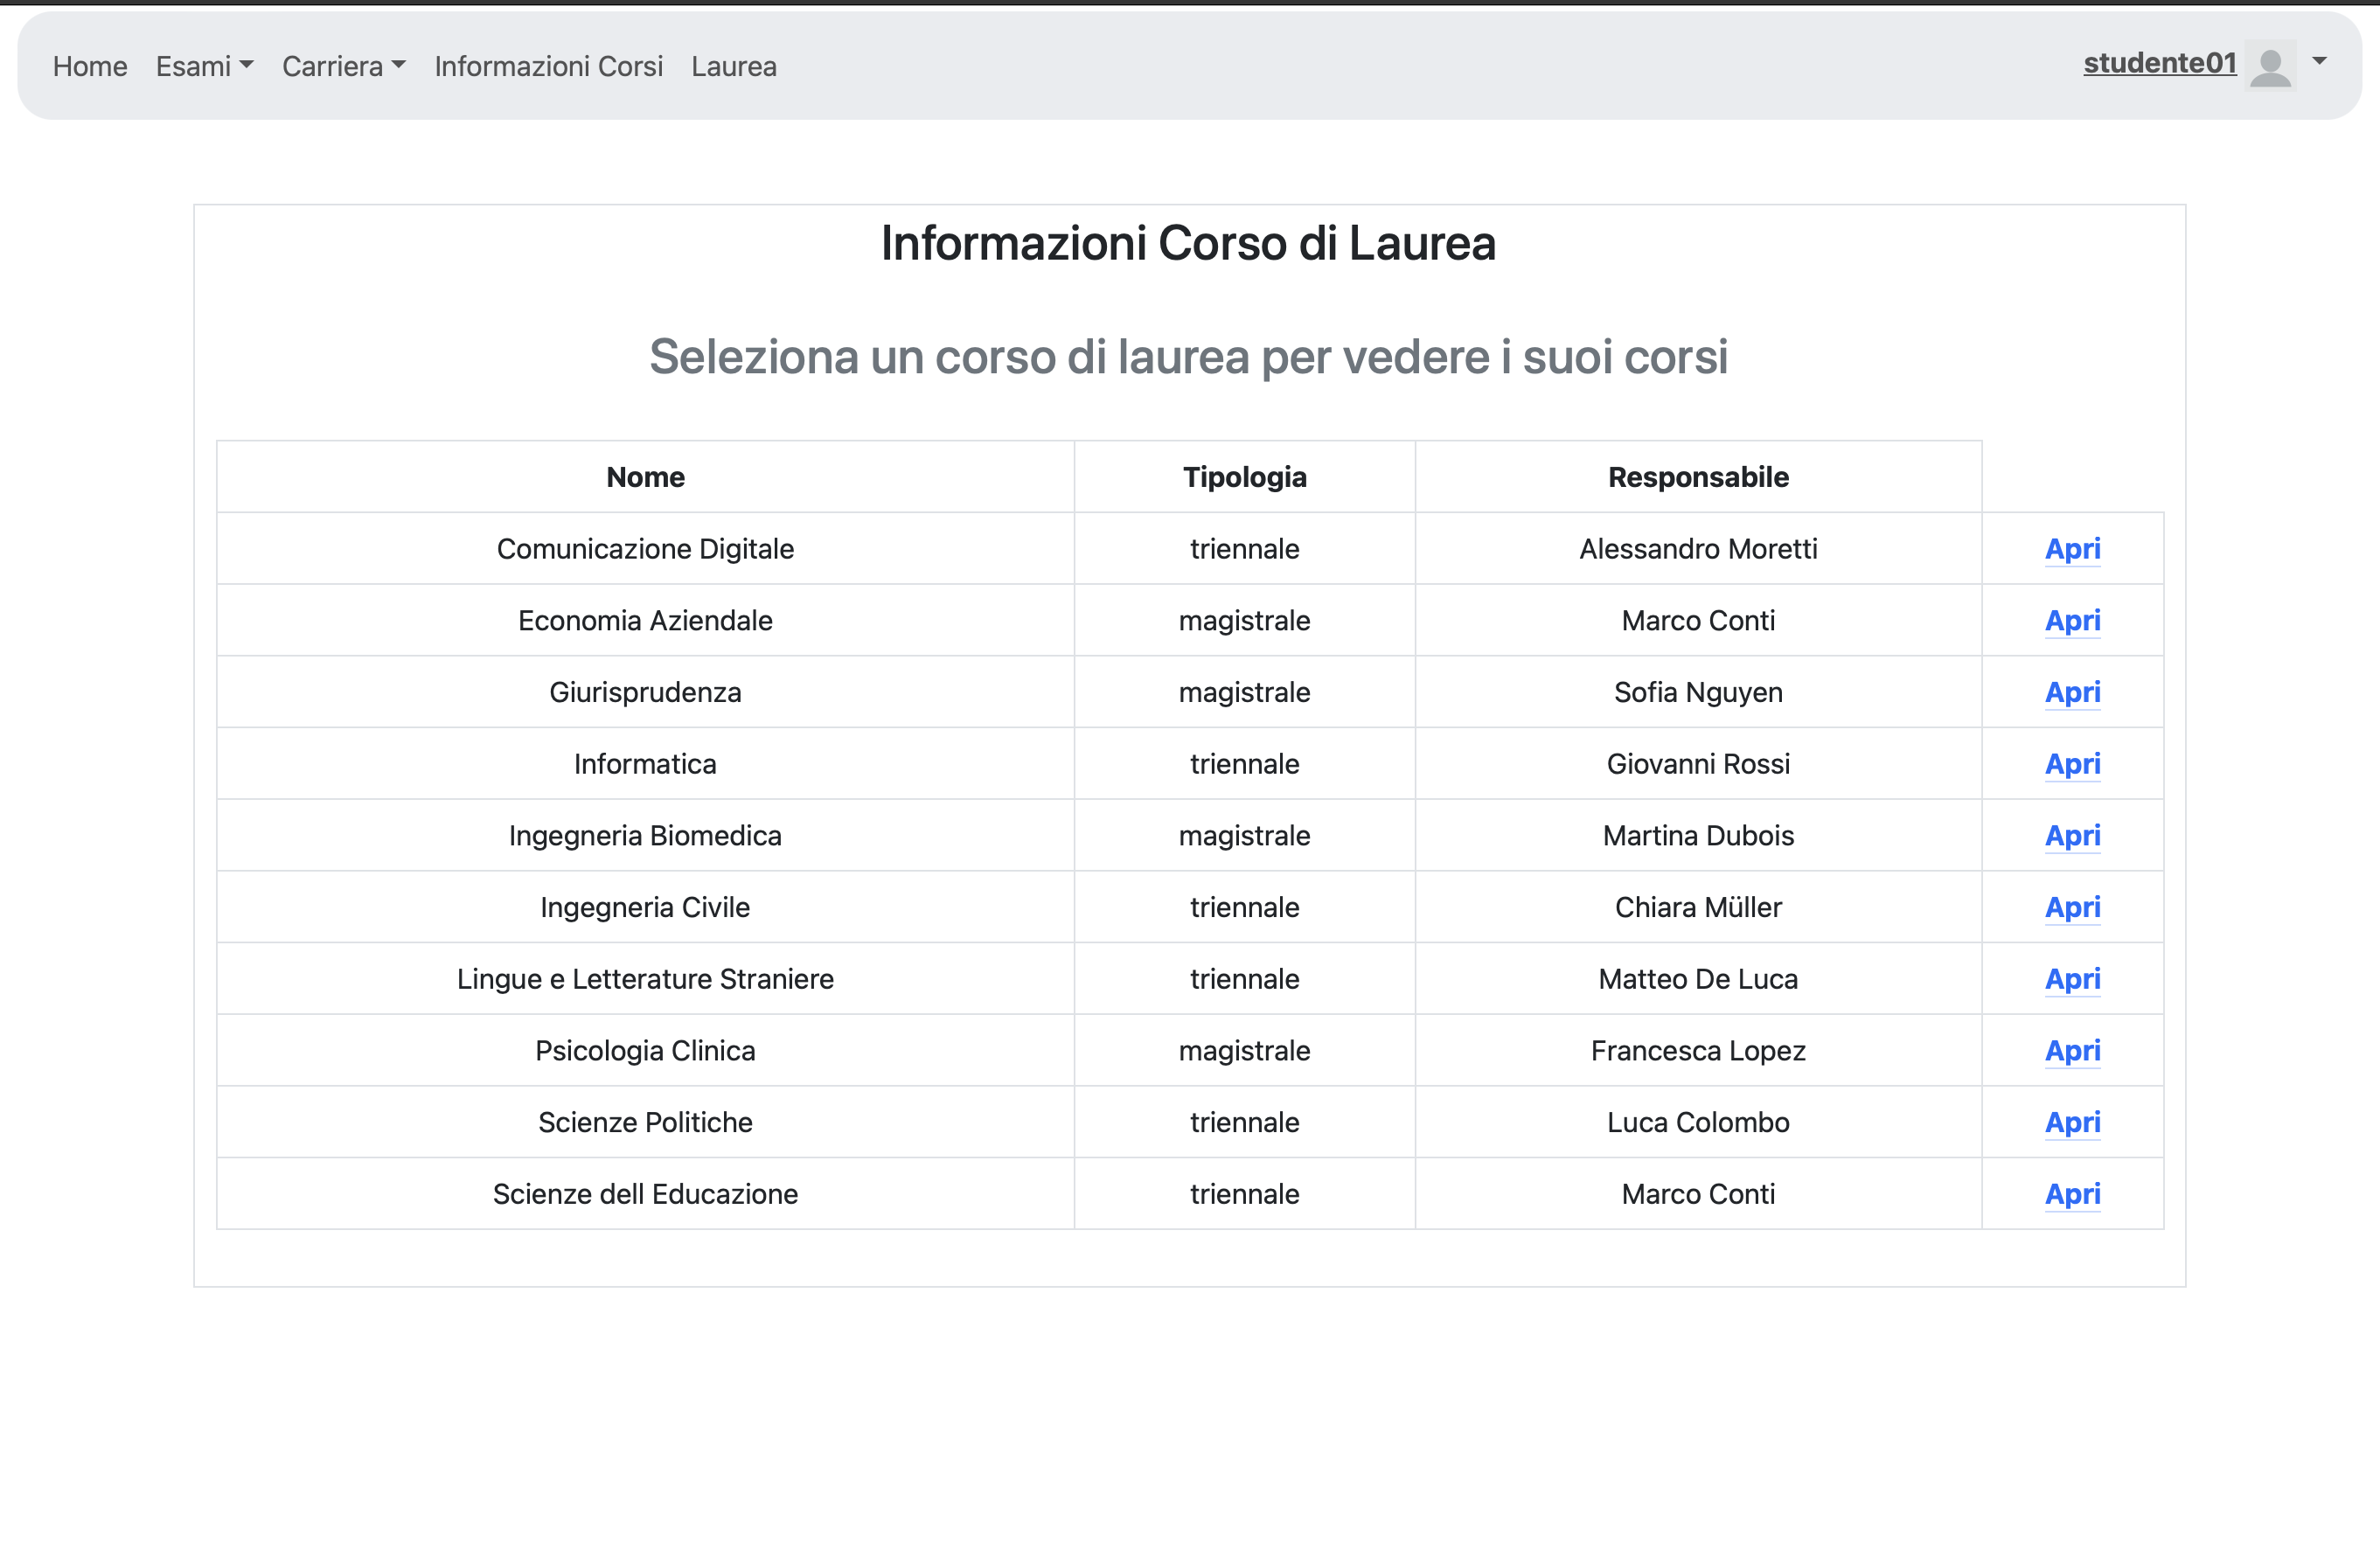 Home Esami Carriera Informazioni Corsi Laurea studente01
Informazioni Corso di Laurea
Seleziona un corso di laurea per vedere i suoi corsi
Nome Tipologia Responsabile
Comunicazione Digitale triennale Alessandro Moretti Apri
Economia Aziendale magistrale Marco Conti Apri
Giurisprudenza magistrale Sofia Nguyen Apri
Informatica triennale Giovanni Rossi Apri
Ingegneria Biomedica magistrale Martina Dubois Apri
Ingegneria Civile triennale Chiara Müller Apri
Lingue e Letterature Straniere triennale Matteo De Luca Apri
Psicologia Clinica magistrale Francesca Lopez Apri
Scienze Politiche triennale Luca Colombo Apri
Scienze dell Educazione triennale Marco Conti Apri